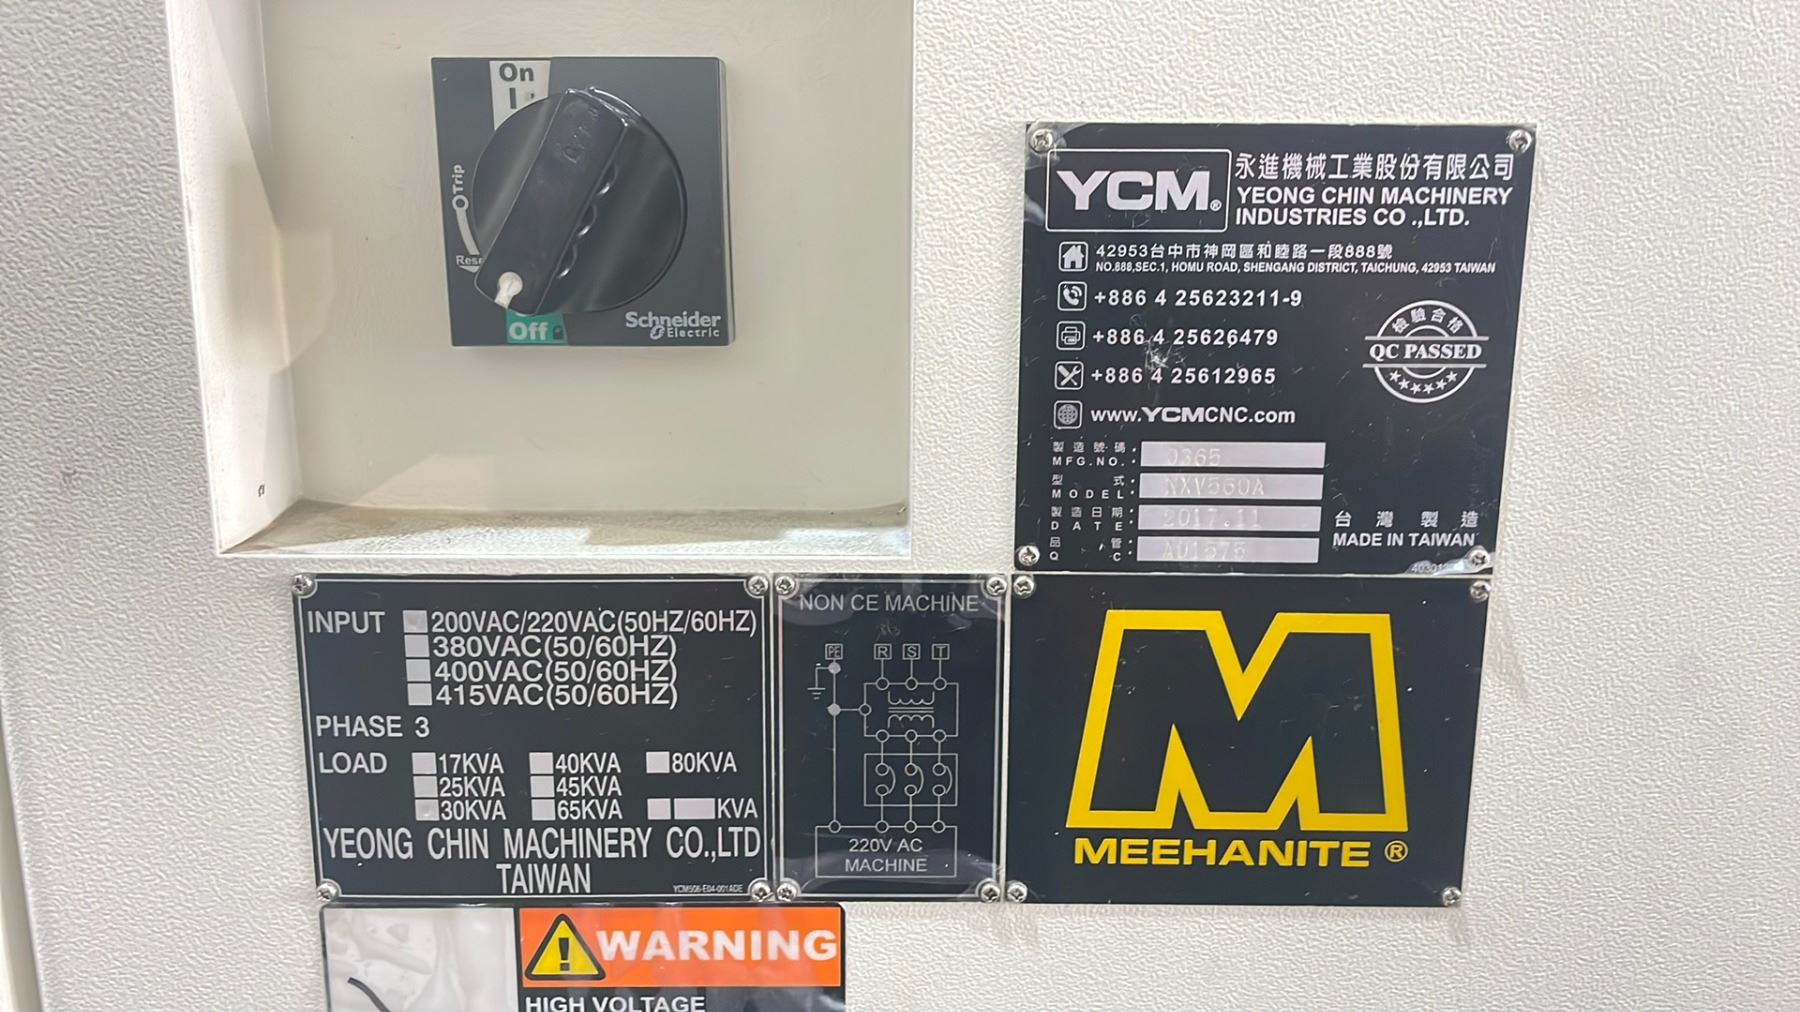 On
I
Trip
Off
Schneider
Electric
YCM®
永進機械工業股份有限公司
YEONG CHIN MACHINERY
INDUSTRIES CO .,LTD.
42953台中市神岡區和睦路一段888號
NO.888,SEC.1, HOMU ROAD, SHENGANG DISTRICT, TAICHUNG, 42953 TAIWAN
+886 4 25623211-9
+886 4 25626479
+886 4 25612965
www.YCMCNC.com
檢驗合格
QC PASSED
製造號碼
MFG.NO. 0365
型式
MODEL NXV560A
製造日期
DATE 2017.11
品管
QC AD1576
台灣製造
MADE IN TAIWAN
INPUT 200VAC/220VAC(50HZ/60HZ)
380VAC(50/60HZ)
400VAC(50/60HZ)
415VAC(50/60HZ)
PHASE 3
LOAD 17KVA 40KVA 80KVA
25KVA 45KVA
30KVA 65KVA KVA
YEONG CHIN MACHINERY CO.,LTD
TAIWAN
YCM506-E04-001ADE
NON CE MACHINE
PE R S T
220V AC
MACHINE
M
MEEHANITE ®
WARNING
HIGH VOLTAGE